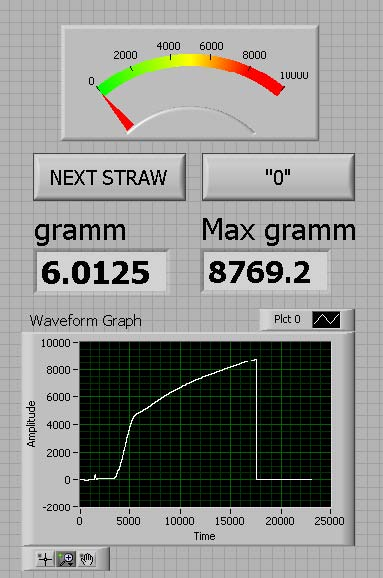 0 2000 4000 6000 8000 10000
NEXT STRAW "0"
gramm Max gramm
6.0125 8769.2
Waveform Graph Plot 0
10000
8000
6000
4000
2000
0
-2000
Amplitude
0 5000 10000 15000 20000 25000
Time